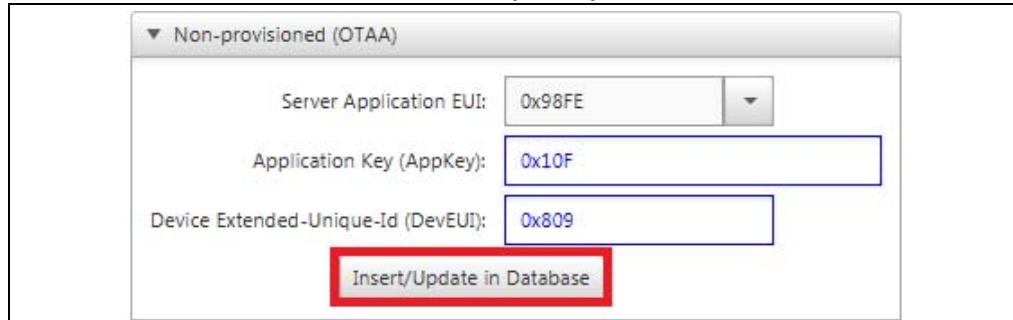 Non-provisioned (OTAA)
Server Application EUI: 0x98FE
Application Key (AppKey): 0x10F
Device Extended-Unique-Id (DevEUI): 0x809
Insert/Update in Database